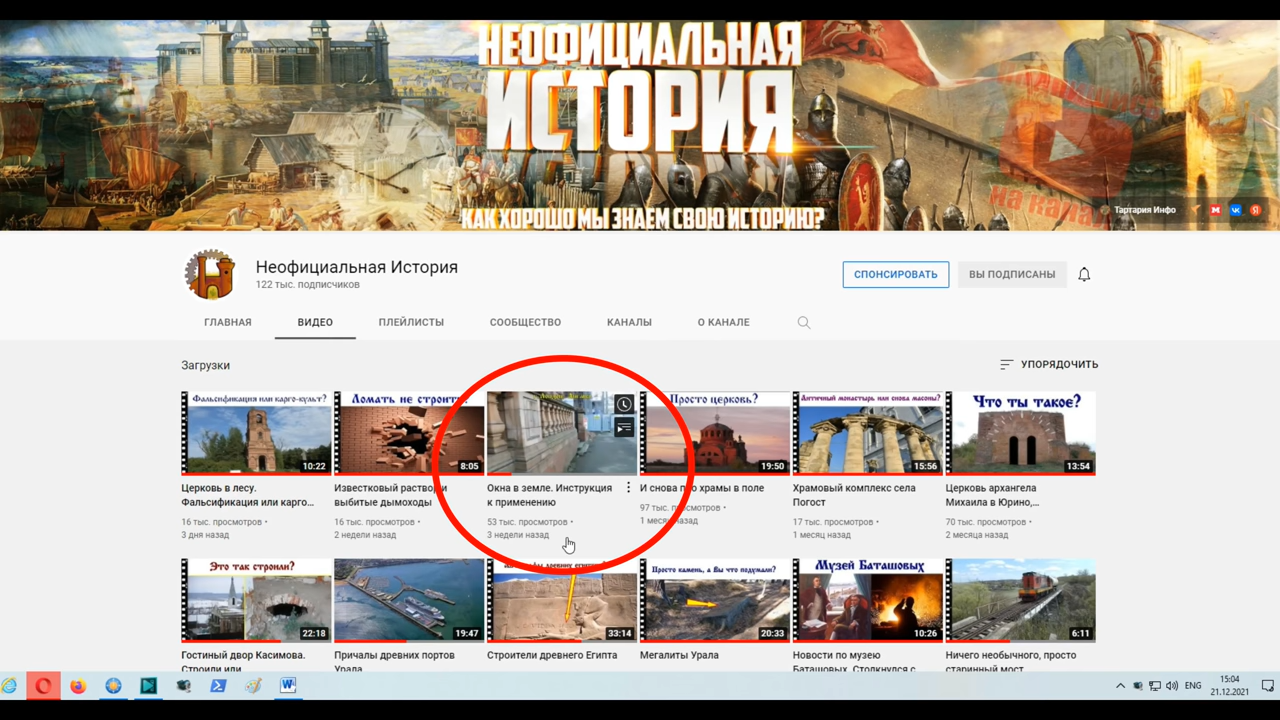 НЕОФИЦИАЛЬНАЯ
ИСТОРИЯ
КАК ХОРОШО МЫ ЗНАЕМ СВОЮ ИСТОРИЮ?
Тартария Инфо
Неофициальная История
122 тыс. подписчиков
СПОНСИРОВАТЬ
ВЫ ПОДПИСАНЫ
ГЛАВНАЯ ВИДЕО ПЛЕЙЛИСТЫ СООБЩЕСТВО КАНАЛЫ О КАНАЛЕ
Загрузки
УПОРЯДОЧИТЬ
Фальсификация или карго-культ?
10:22
Церковь в лесу.
Фальсификация или карго...
16 тыс. просмотров •
3 дня назад
Ломать не строить
8:05
Известковый раствор и
выбитые дымоходы
16 тыс. просмотров •
2 недели назад
Окна в земле. Инструкция
к применению
53 тыс. просмотров •
3 недели назад
Просто церковь?
19:50
И снова про храмы в поле
97 тыс. просмотров •
1 месяц назад
Античный монастырь или снова масоны?
15:56
Храмовый комплекс села
Погост
17 тыс. просмотров •
1 месяц назад
Что ты такое?
13:54
Церковь архангела
Михаила в Юрино,...
70 тыс. просмотров •
2 месяца назад
Это так строили?
22:18
Гостиный двор Касимова.
Строили или
19:47
Причалы древних портов
Урала
33:14
Строители древнего Египта
Просто камень, а Вы что подумали?
20:33
Мегалиты Урала
Музей Баташовых
10:26
Новости по музею
Баташовых. Столкнулся с
6:11
Ничего необычного, просто
старинный мост
ENG
15:04
21.12.2021